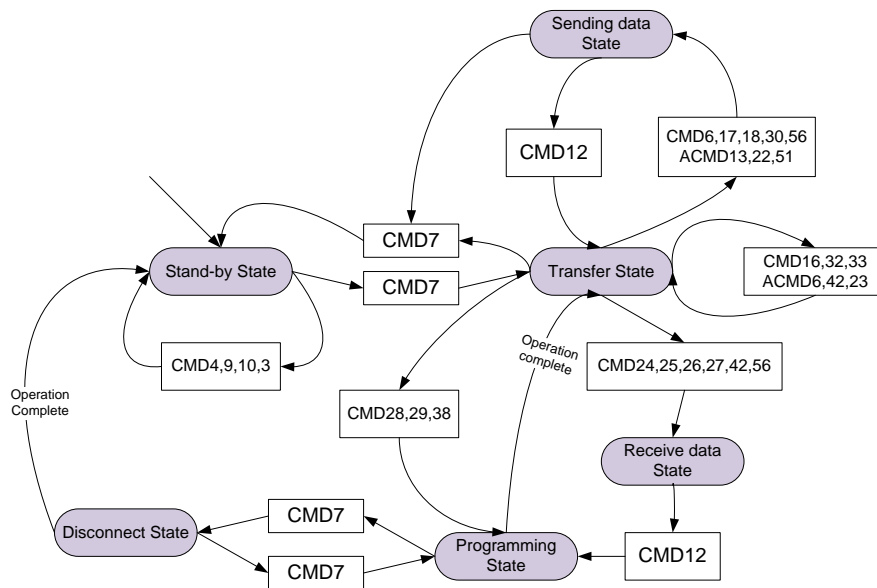 Sending data
State
CMD12
CMD6,17,18,30,56
ACMD13,22,51
CMD7
Stand-by State
CMD7
Transfer State
CMD16,32,33
ACMD6,42,23
CMD4,9,10,3
Operation
Complete
Operation
complete
CMD24,25,26,27,42,56
CMD28,29,38
Receive data
State
Disconnect State
CMD7
CMD7
Programming
State
CMD12